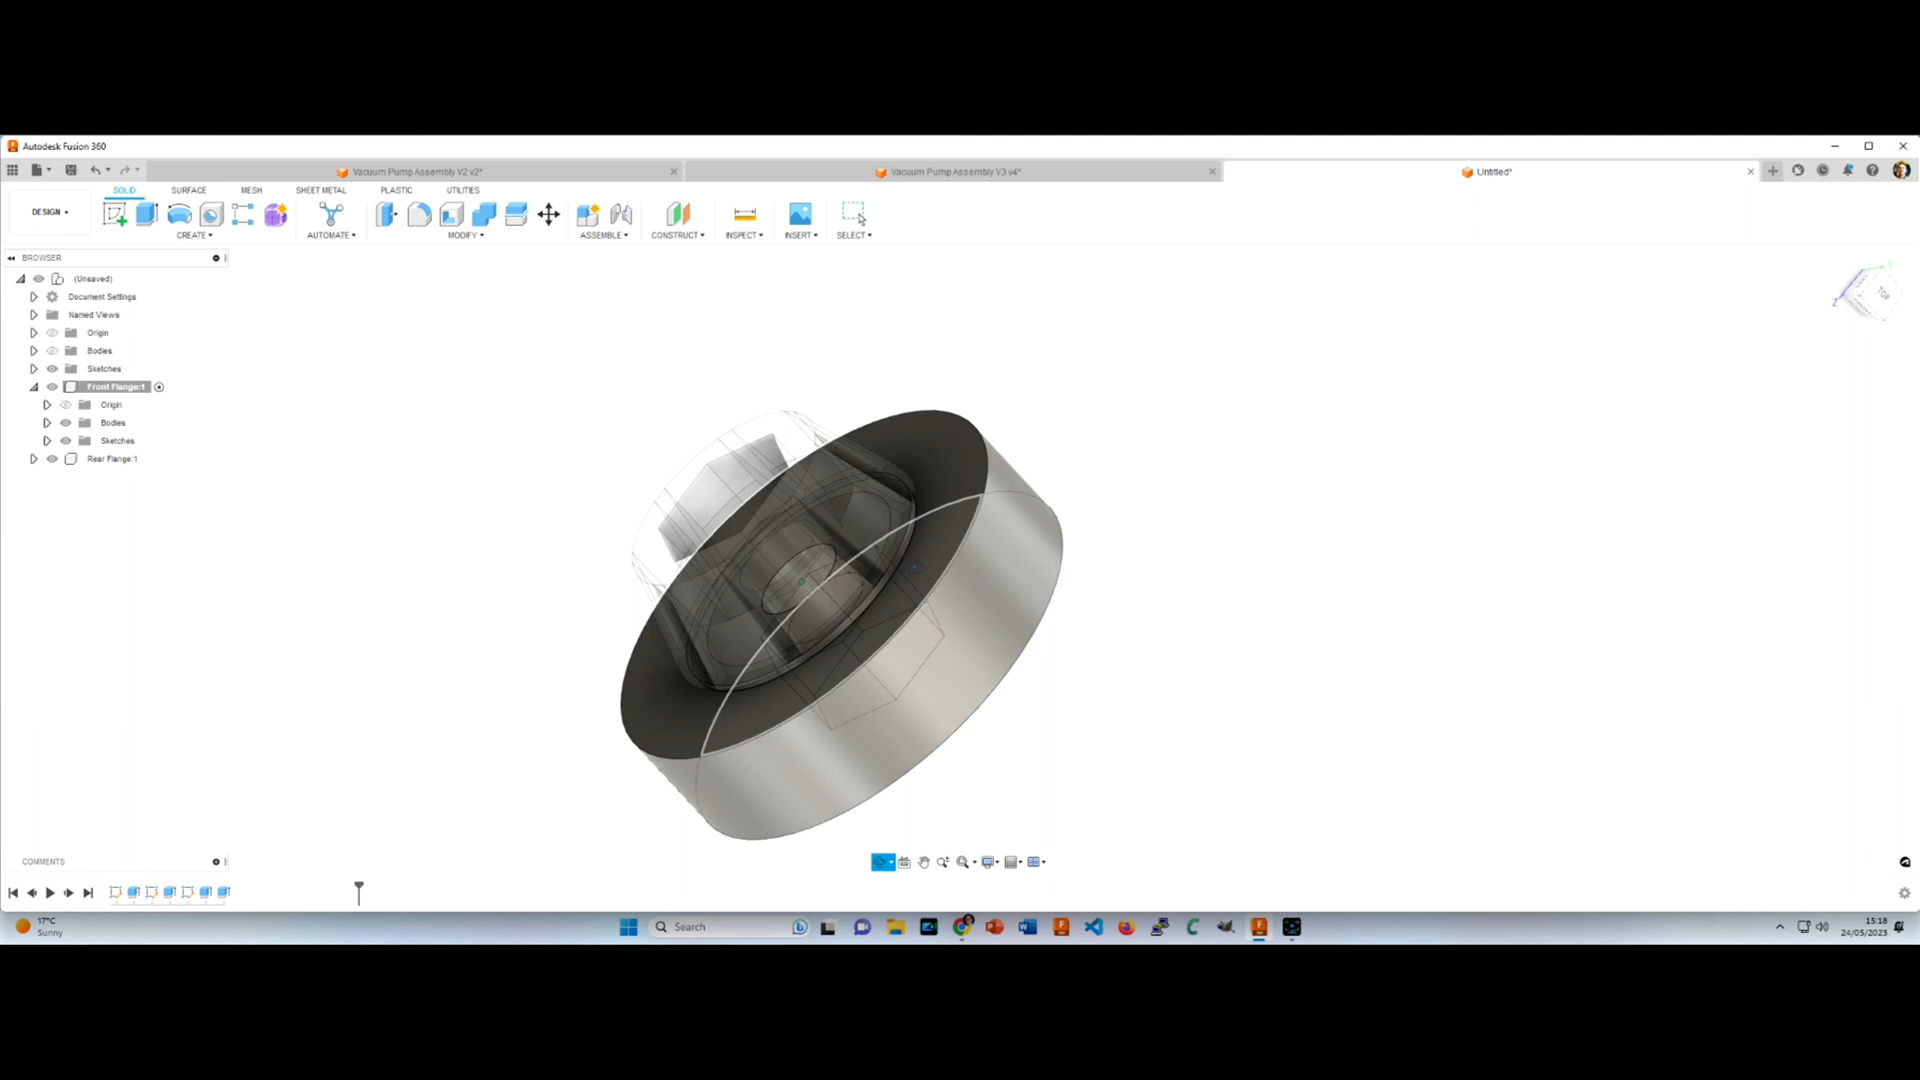 Autodesk Fusion 360
Vacuum Pump Assembly V2 v2*
Vacuum Pump Assembly V3 v4*
Untitled*
SOLID SURFACE MESH SHEET METAL PLASTIC UTILITIES
DESIGN
CREATE AUTOMATE MODIFY ASSEMBLE CONSTRUCT INSPECT INSERT SELECT
BROWSER
(Unsaved)
Document Settings
Named Views
Origin
Bodies
Sketches
Front Flange:1
Origin
Bodies
Sketches
Rear Flange:1
TOP
Z
COMMENTS
17°C
Sunny
Search
15:18
24/05/2023